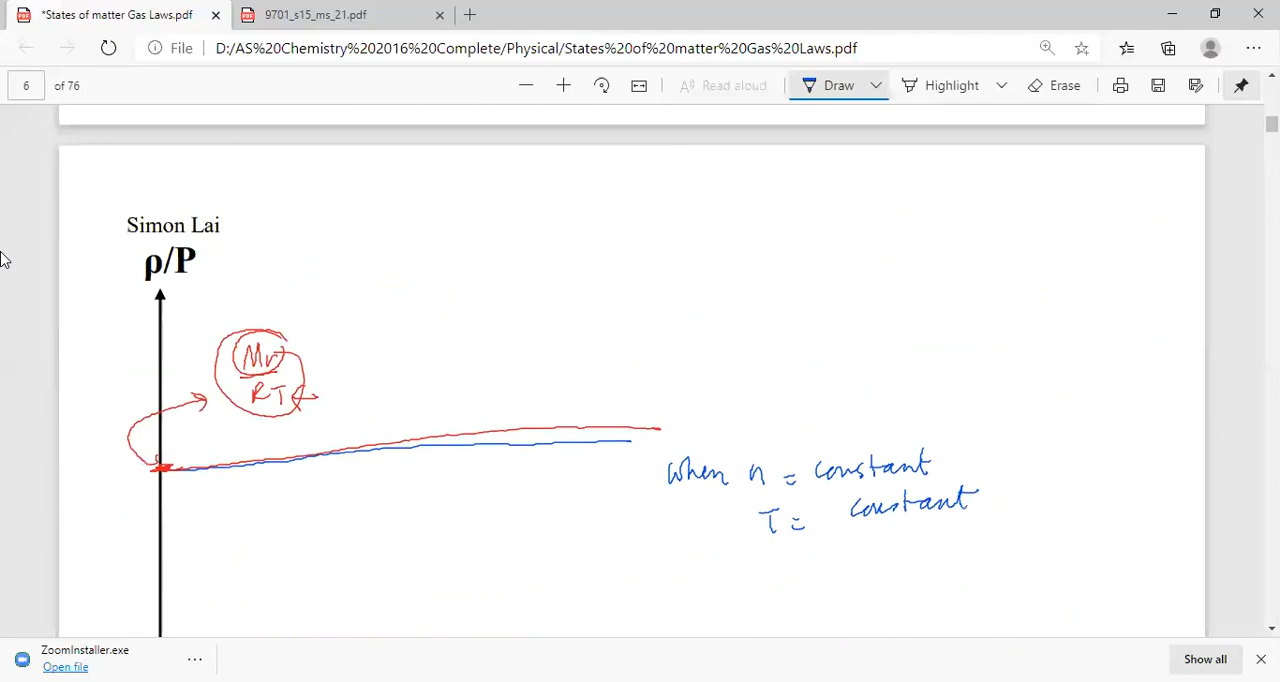 *States of matter Gas Laws.pdf
9701_s15_ms_21.pdf
File
D:/AS%20Chemistry%202016%20Complete/Physical/States%20of%20matter%20Gas%20Laws.pdf
6 of 76
Read aloud
Draw
Highlight
Erase
Simon Lai
ρ/P
Mr
RT
when n = constant
T = constant
ZoomInstaller.exe
Open file
Show all